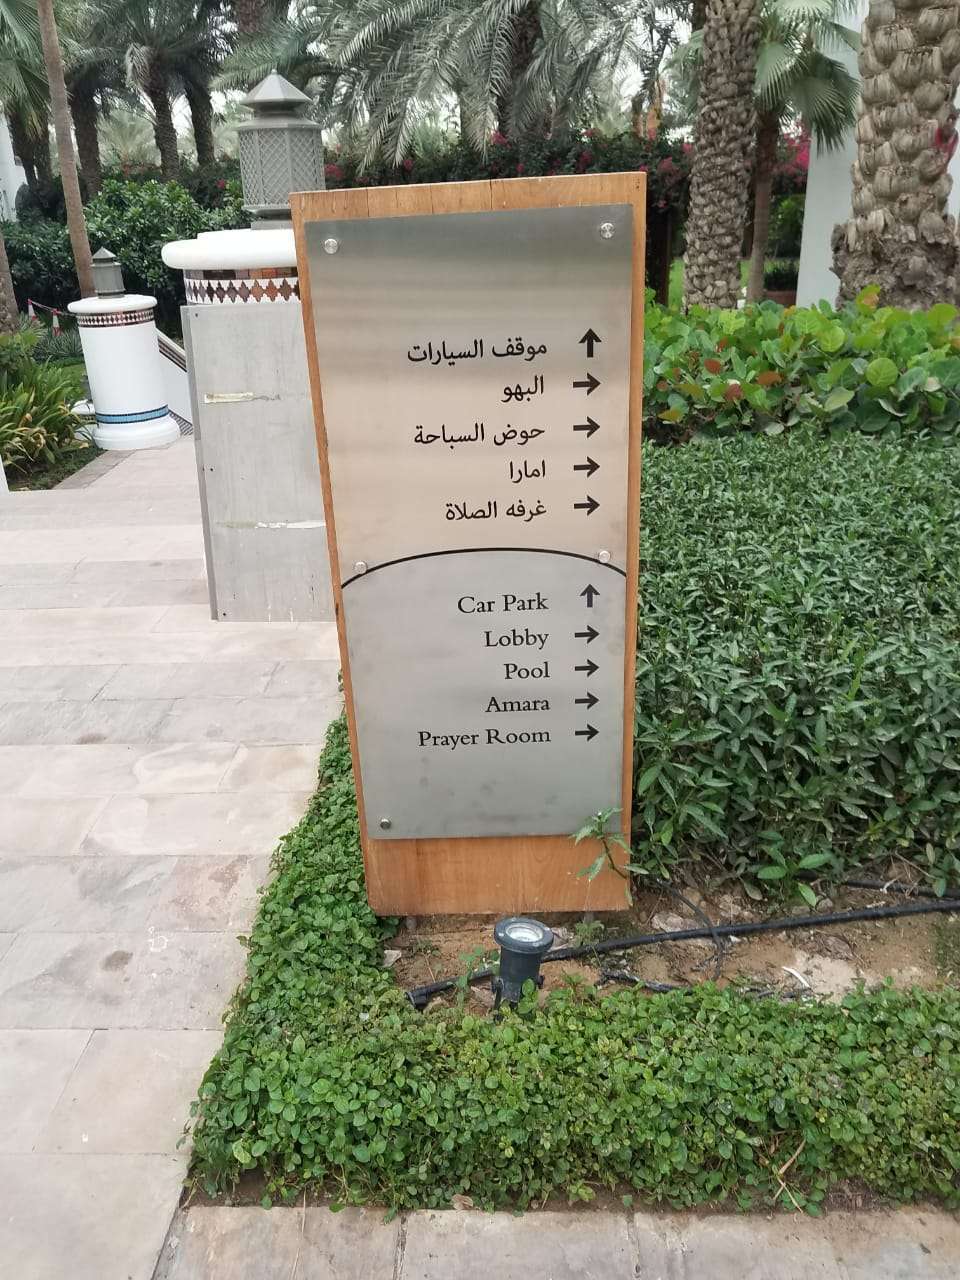 موقف السيارات
البهو
حوض السباحة
امارا
غرفه الصلاة
Car Park
Lobby
Pool
Amara
Prayer Room